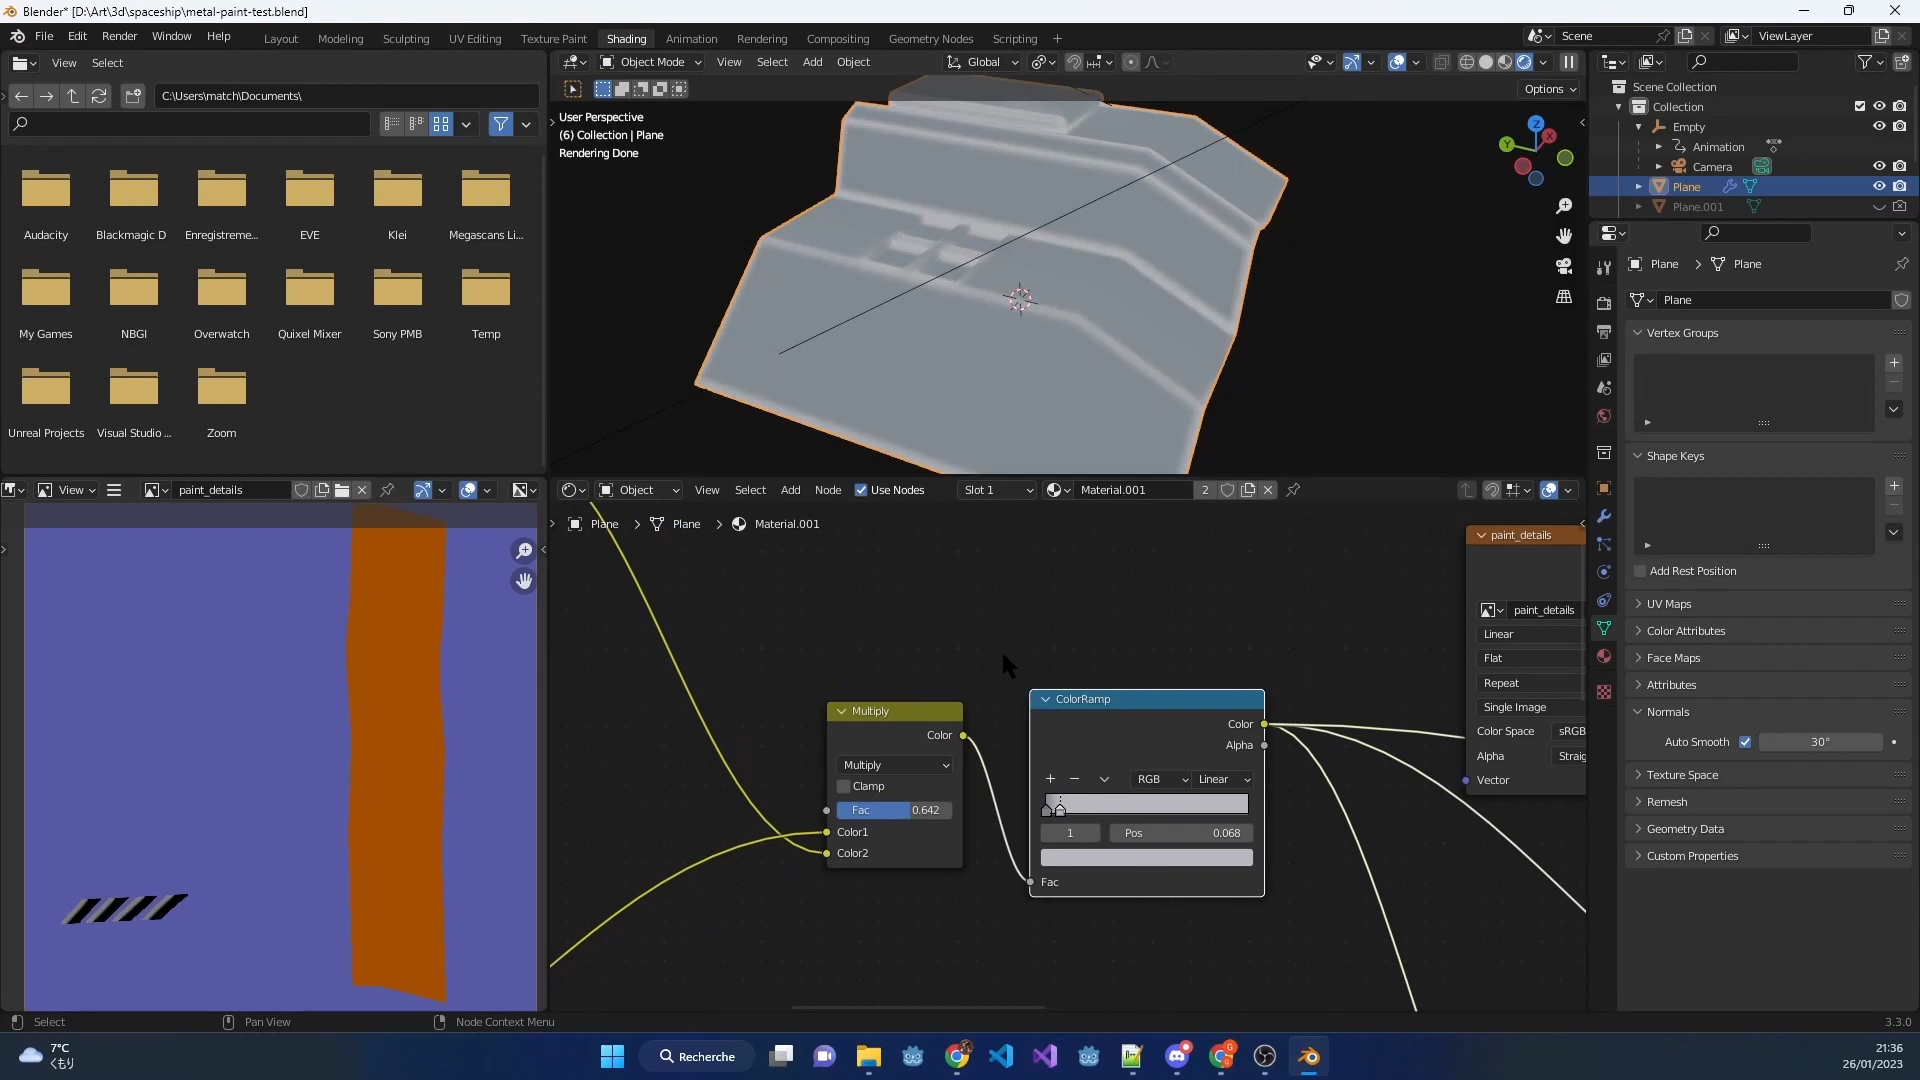 Blender* [D:\Art\3d\spaceship\metal-paint-test.blend]
File Edit Render Window Help
Layout Modeling Sculpting UV Editing Texture Paint Shading Animation Rendering Compositing Geometry Nodes Scripting +
Scene
ViewLayer
View Select
C:\Users\match\Documents\
Audacity
Blackmagic D
Enregistreme...
EVE
Klei
Megascans Li...
My Games
NBGI
Overwatch
Quixel Mixer
Sony PMB
Temp
Unreal Projects
Visual Studio ...
Zoom
Object Mode View Select Add Object
Global
Options
User Perspective
(6) Collection | Plane
Rendering Done
Z
X
Y
Scene Collection
Collection
Empty
Animation
Camera
Plane
Plane.001
Plane > Plane
Plane
Vertex Groups
Shape Keys
Add Rest Position
UV Maps
Color Attributes
Face Maps
Attributes
Normals
Auto Smooth 30°
Texture Space
Remesh
Geometry Data
Custom Properties
View
paint_details
Object View Select Add Node Use Nodes Slot 1 Material.001 2
Plane > Plane > Material.001
Multiply
Color
Multiply
Clamp
Fac 0.642
Color1
Color2
ColorRamp
Color
Alpha
+ − RGB Linear
1 Pos 0.068
Fac
paint_details
paint_details
Linear
Flat
Repeat
Single Image
Color Space sRGB
Alpha Straig
Vector
Select
Pan View
Node Context Menu
3.3.0
7°C
くもり
Recherche
21:36
26/01/2023